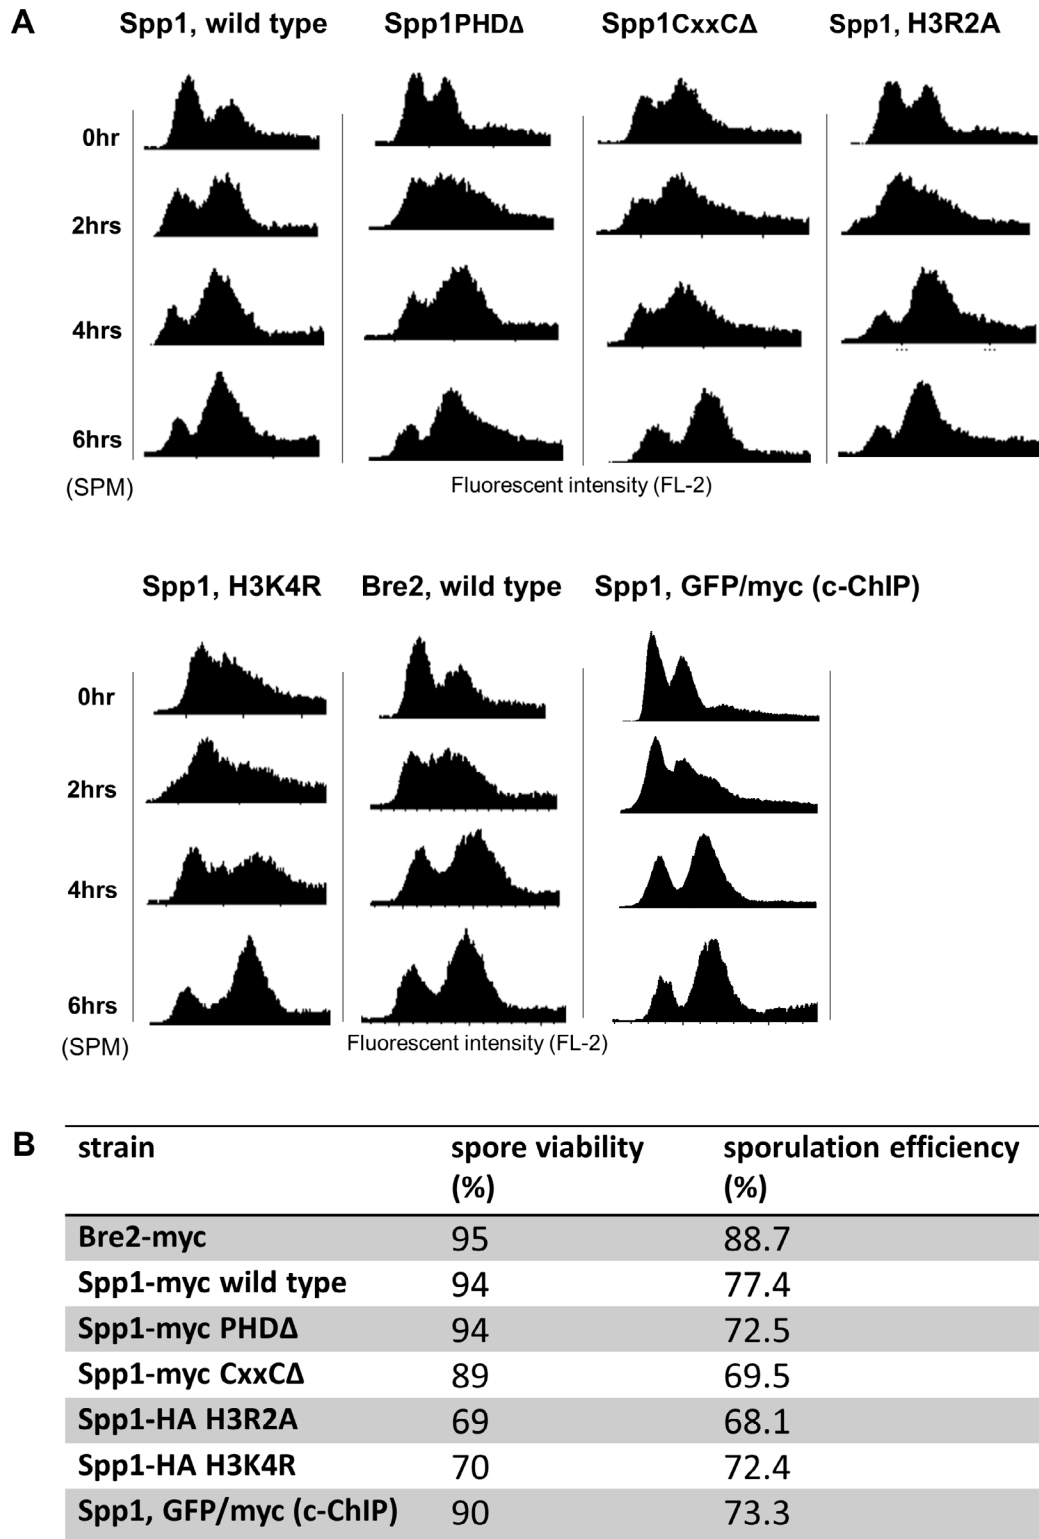 A
Spp1, wild type Spp1PHDΔ Spp1CxxCΔ Spp1, H3R2A
0hr
2hrs
4hrs
6hrs
(SPM) Fluorescent intensity (FL-2)
Spp1, H3K4R Bre2, wild type Spp1, GFP/myc (c-ChIP)
0hr
2hrs
4hrs
6hrs
(SPM) Fluorescent intensity (FL-2)
B strain spore viability sporulation efficiency
(%) (%)
Bre2-myc 95 88.7
Spp1-myc wild type 94 77.4
Spp1-myc PHDΔ 94 72.5
Spp1-myc CxxCΔ 89 69.5
Spp1-HA H3R2A 69 68.1
Spp1-HA H3K4R 70 72.4
Spp1, GFP/myc (c-ChIP) 90 73.3